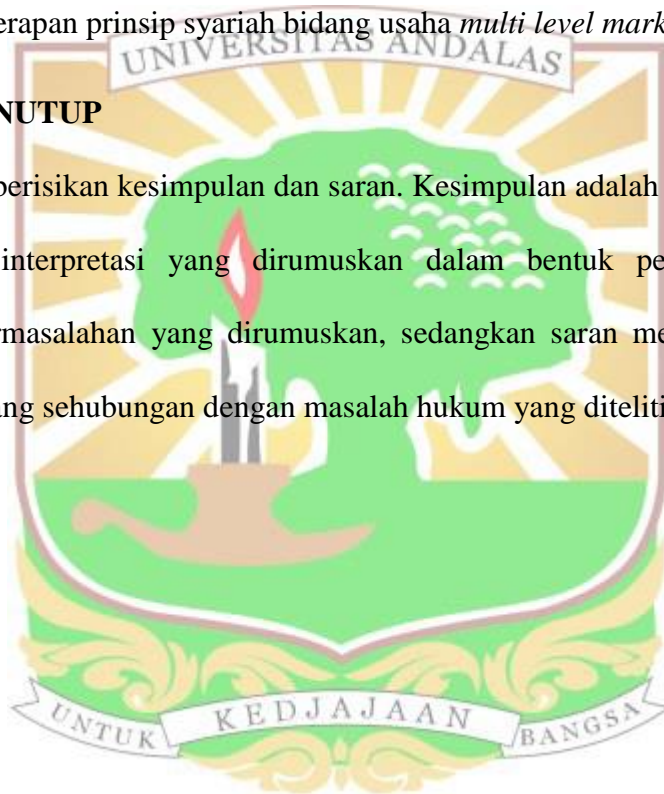 erapan prinsip syariah bidang usaha multi level mark
UNIVERSITAS ANDALAS
NUTUP
berisikan kesimpulan dan saran. Kesimpulan adalah
interpretasi yang dirumuskan dalam bentuk pe
rmasalahan yang dirumuskan, sedangkan saran me
ang sehubungan dengan masalah hukum yang diteliti
UNTUK KEDJAJAAN BANGSA